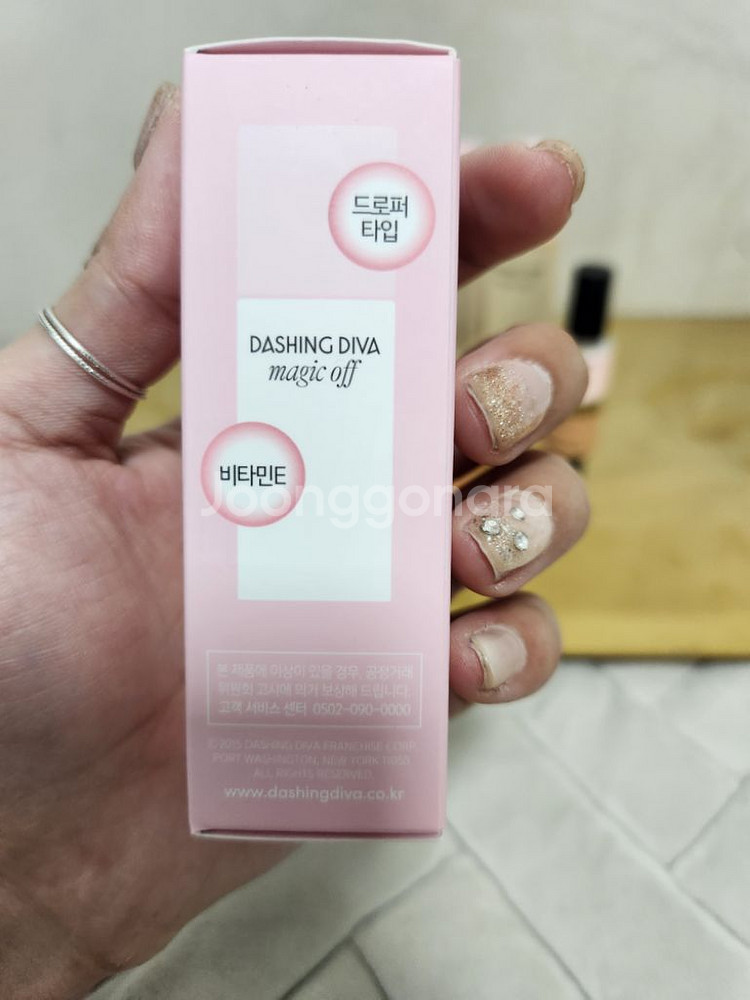 드로퍼
타입
DASHING DIVA
magic off
비타민E
Joonggonara
본 제품에 이상이 있을 경우, 공정거래
위원회 고시에 의거 보상해 드립니다.
고객 서비스 센터 0502-090-0000
©2015 DASHING DIVA FRANCHISE CORP.
PORT WASHINGTON, NEW YORK 11050
ALL RIGHTS RESERVED.
www.dashingdiva.co.kr